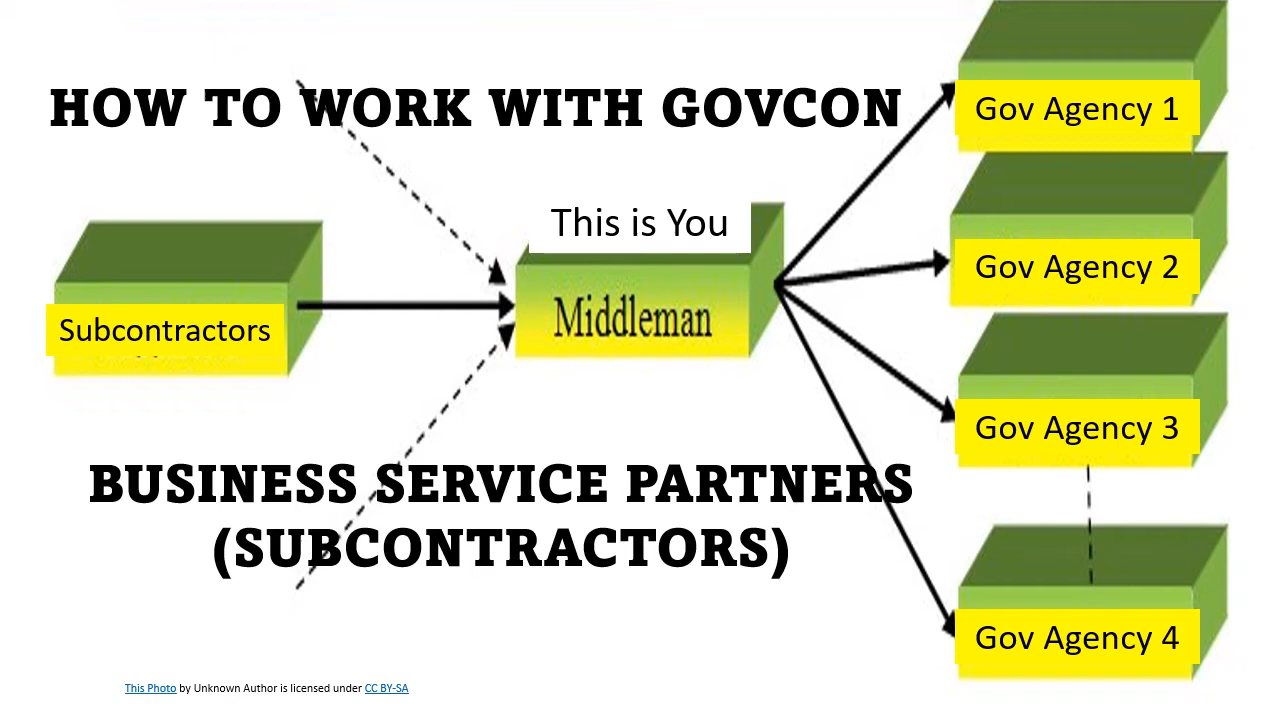 HOW TO WORK WITH GOVCON
Gov Agency 1
This is You
Gov Agency 2
Subcontractors
Middleman
Gov Agency 3
BUSINESS SERVICE PARTNERS
(SUBCONTRACTORS)
Gov Agency 4
This Photo by Unknown Author is licensed under CC BY-SA